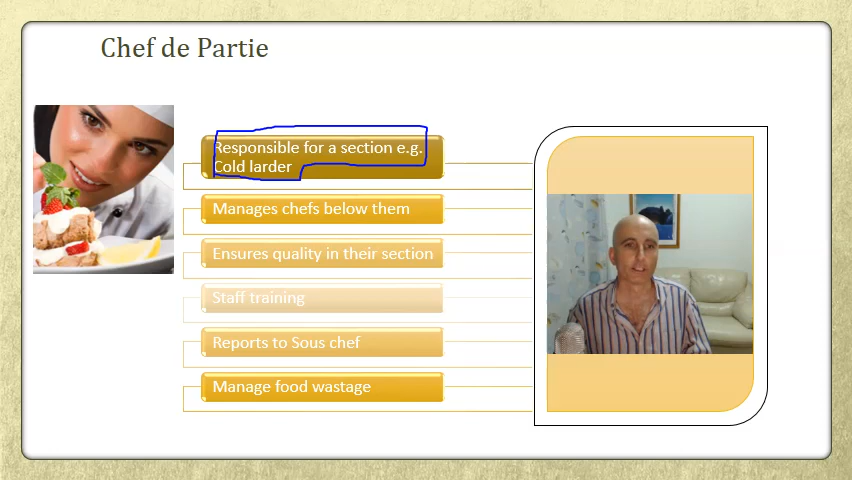 Chef de Partie
Responsible for a section e.g.
Cold larder
Manages chefs below them
Ensures quality in their section
Staff training
Reports to Sous chef
Manage food wastage